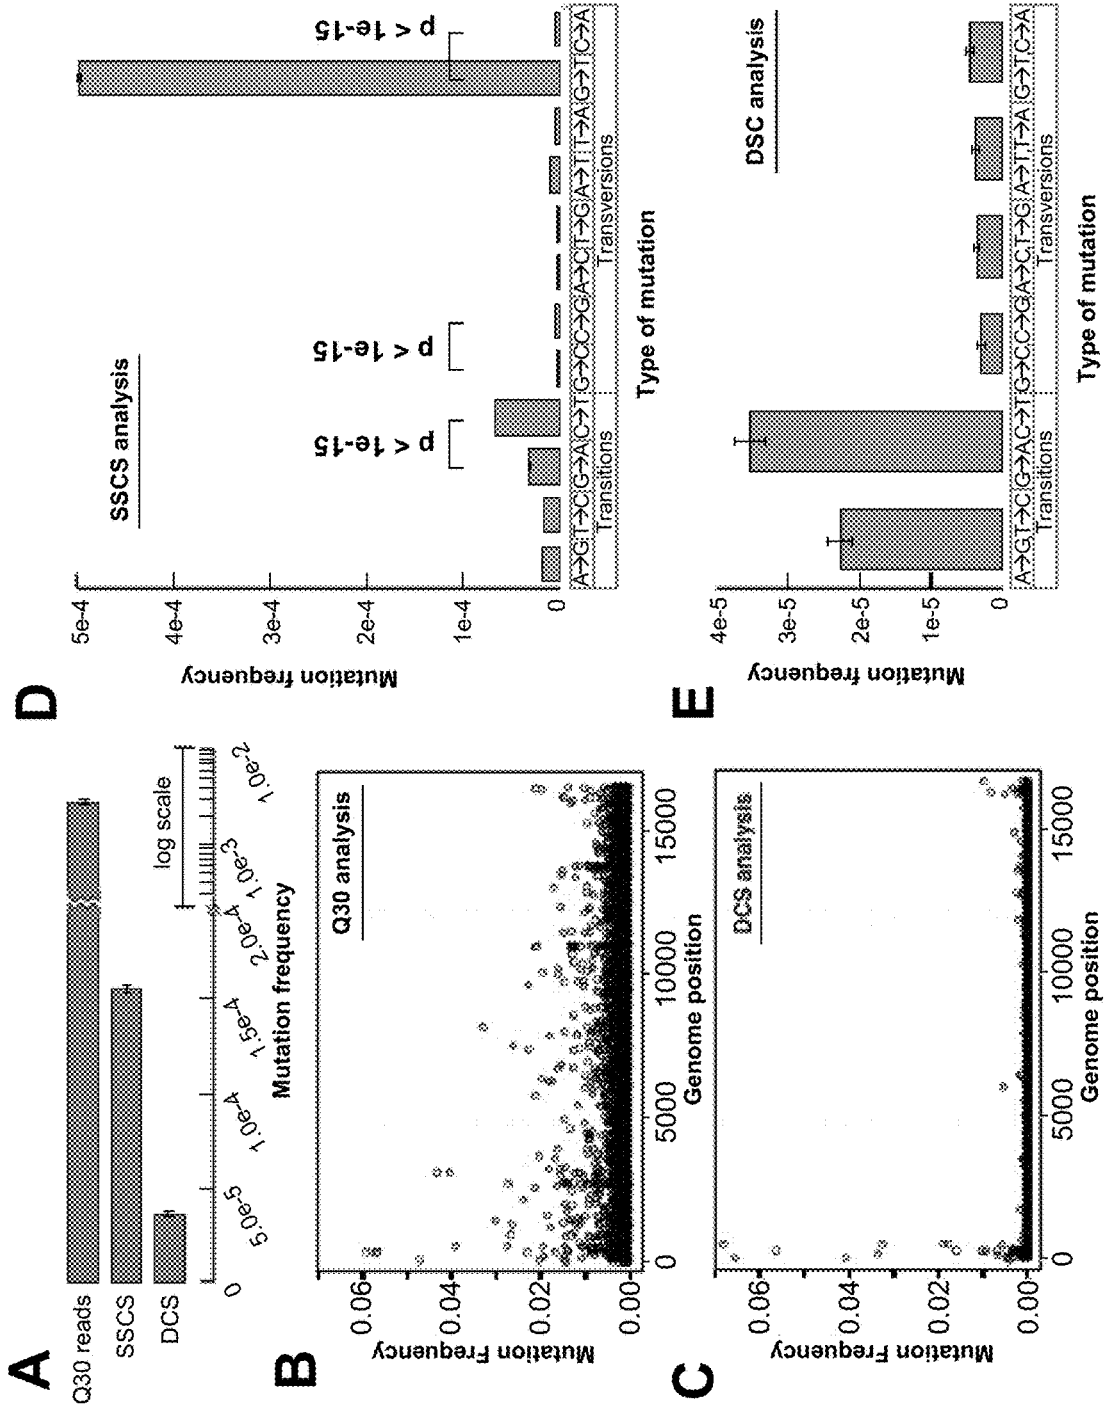 A
Q30 reads
SSCS
DCS
log scale
0
5.0e-5
1.0e-4
1.5e-4
2.0e-4
1.0e-3
1.0e-2
Mutation frequency
B
Q30 analysis
Mutation Frequency
0.06
0.04
0.02
0.00
0
5000
10000
15000
Genome position
C
DCS analysis
Mutation Frequency
0.06
0.04
0.02
0.00
0
5000
10000
15000
Genome position
D
SSCS analysis
Mutation frequency
5e-4
4e-4
3e-4
2e-4
1e-4
0
p < 1e-15
p < 1e-15
p < 1e-15
A→G T→C G→A C→T G→C C→G A→C T→G A→T T→A G→T C→A
Transitions
Transversions
Type of mutation
E
DSC analysis
Mutation frequency
4e-5
3e-5
2e-5
1e-5
0
A→G T→C G→A C→T G→C C→G A→C T→G A→T T→A G→T C→A
Transitions
Transversions
Type of mutation